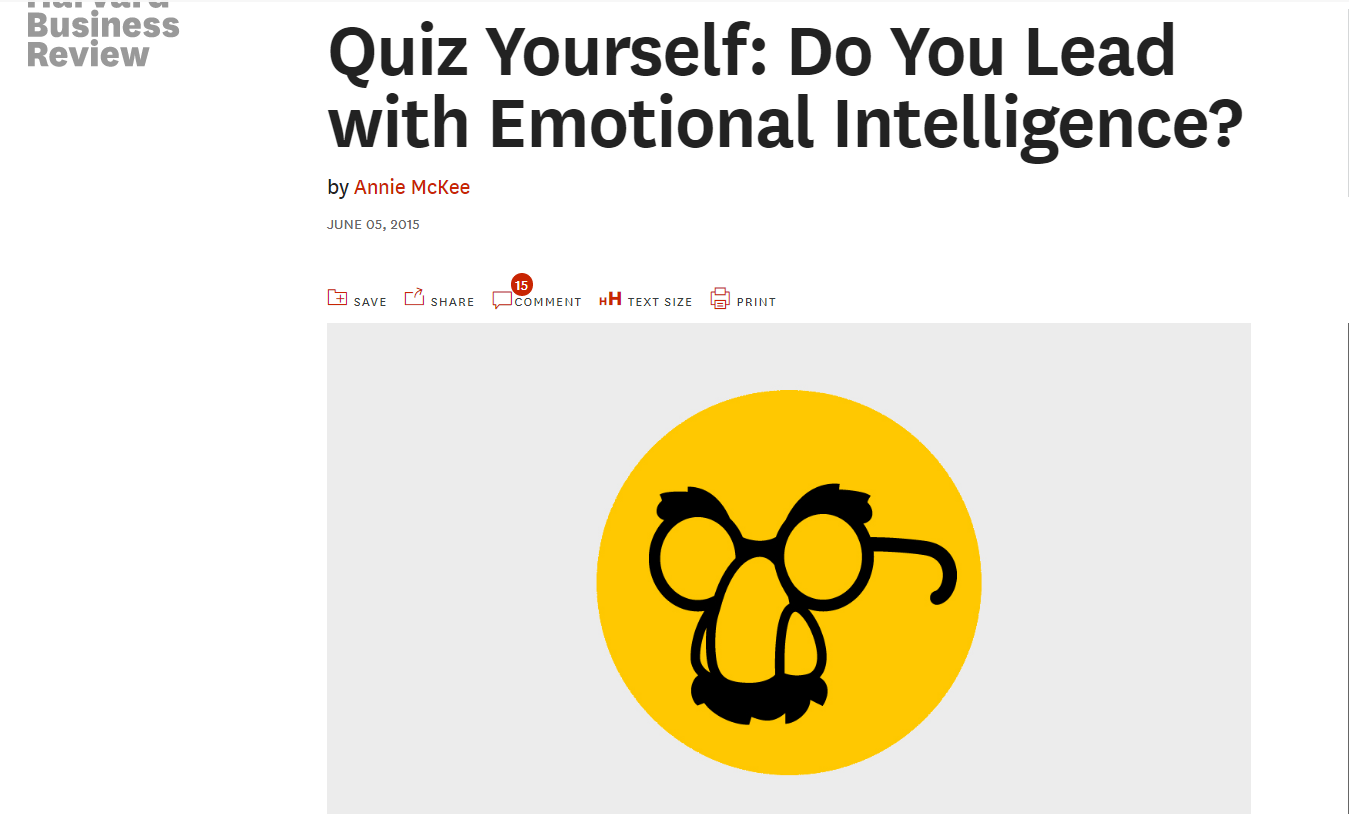 Harvard
Business
Review
Quiz Yourself: Do You Lead
with Emotional Intelligence?
by Annie McKee
JUNE 05, 2015
15
SAVE SHARE COMMENT HH TEXT SIZE PRINT